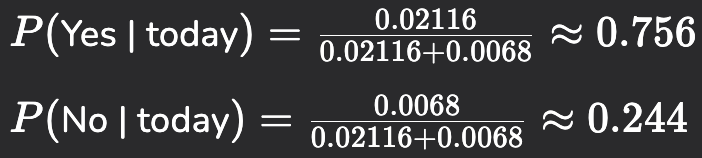 P(Yes | today) = 0.02116 / 0.02116+0.0068 ≈ 0.756
P(No | today) = 0.0068 / 0.02116+0.0068 ≈ 0.244